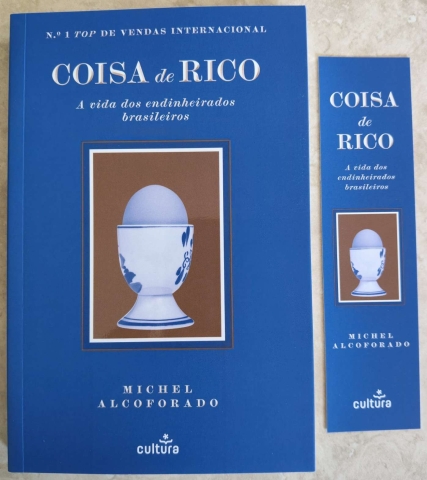 N.º 1 TOP DE VENDAS INTERNACIONAL
COISA de RICO
A vida dos endinheirados
brasileiros
MICHEL
ALCOFORADO
cultura
COISA
de
RICO
A vida dos
endinheirados
brasileiros
MICHEL
ALCOFORADO
cultura